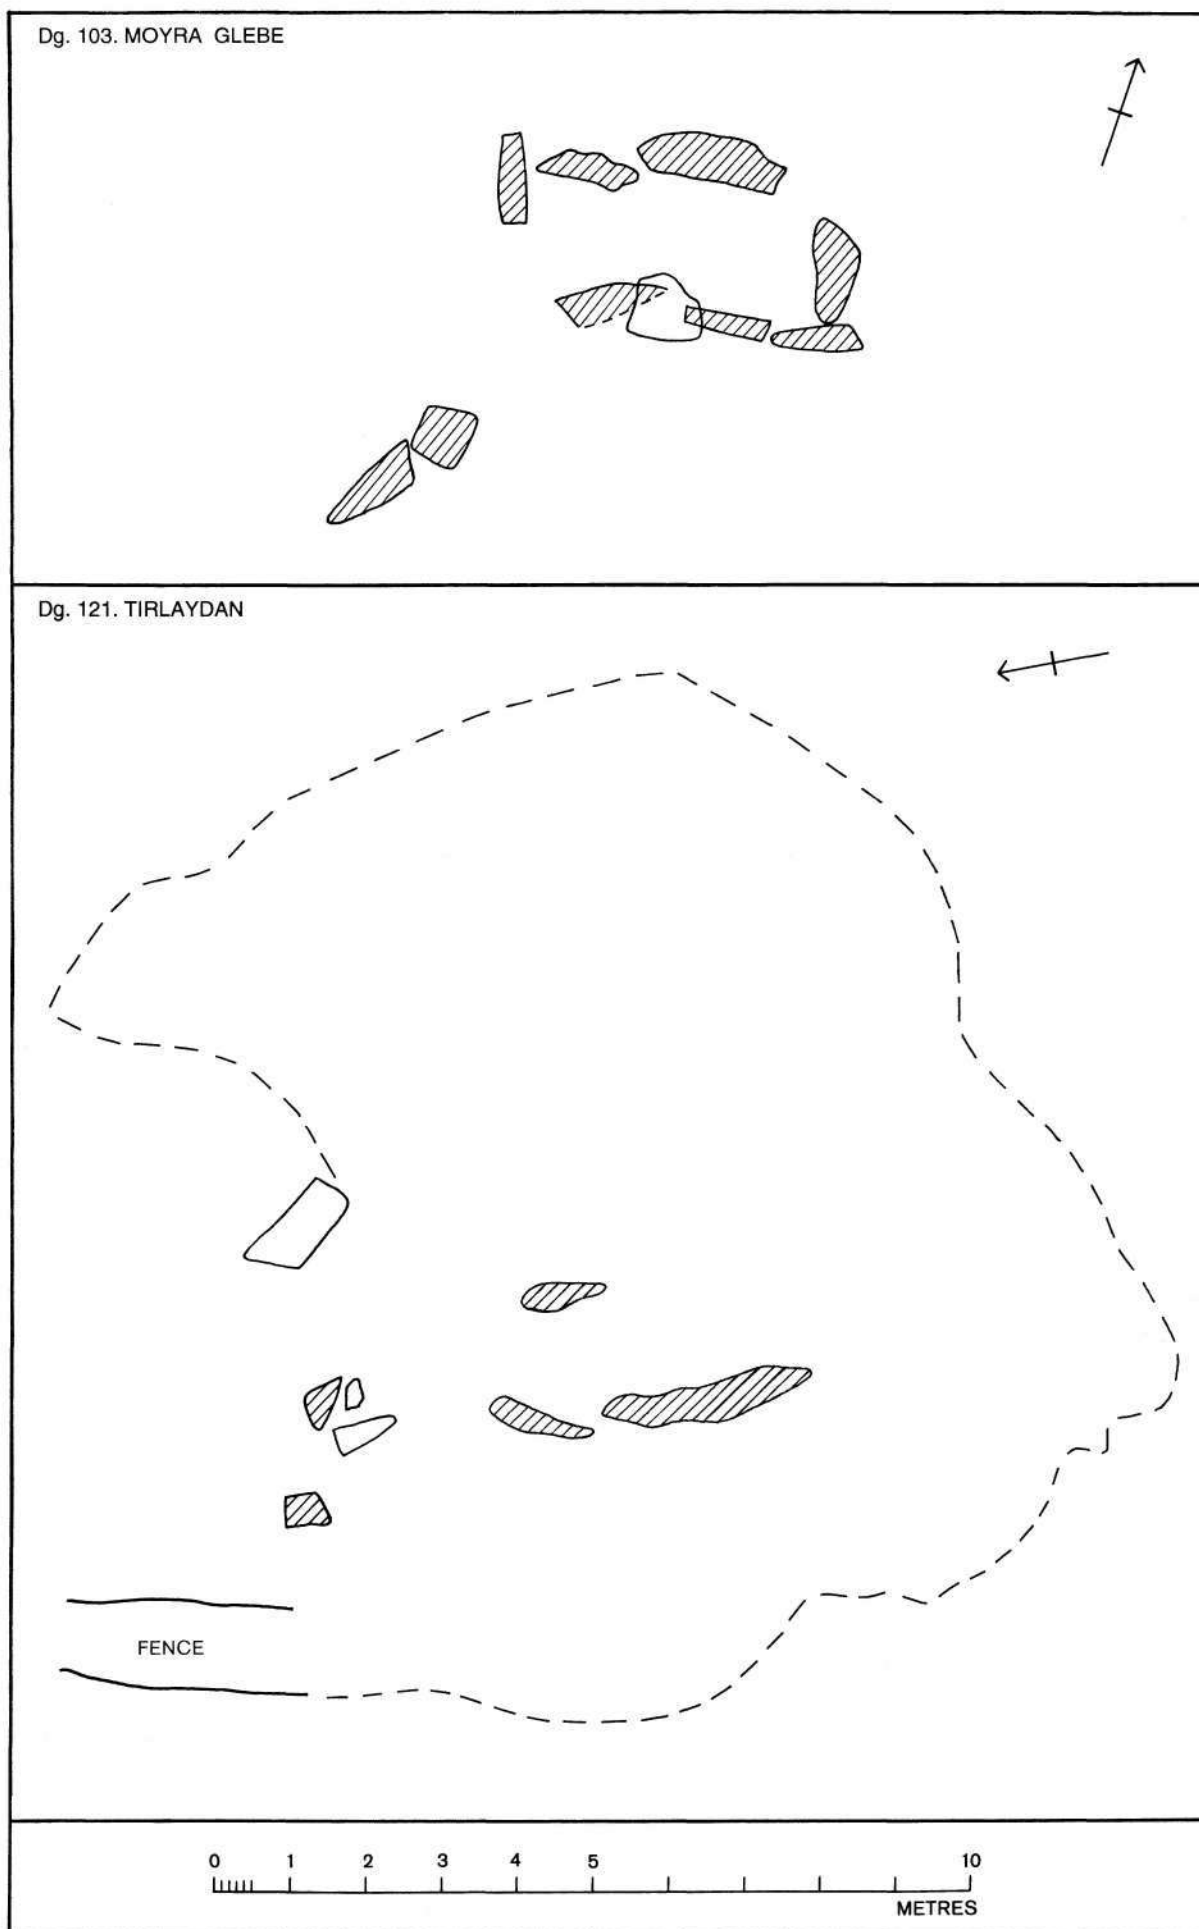 Dg. 103. MOYRA GLEBE
Dg. 121. TIRLAYDAN
FENCE
0 1 2 3 4 5 10
METRES